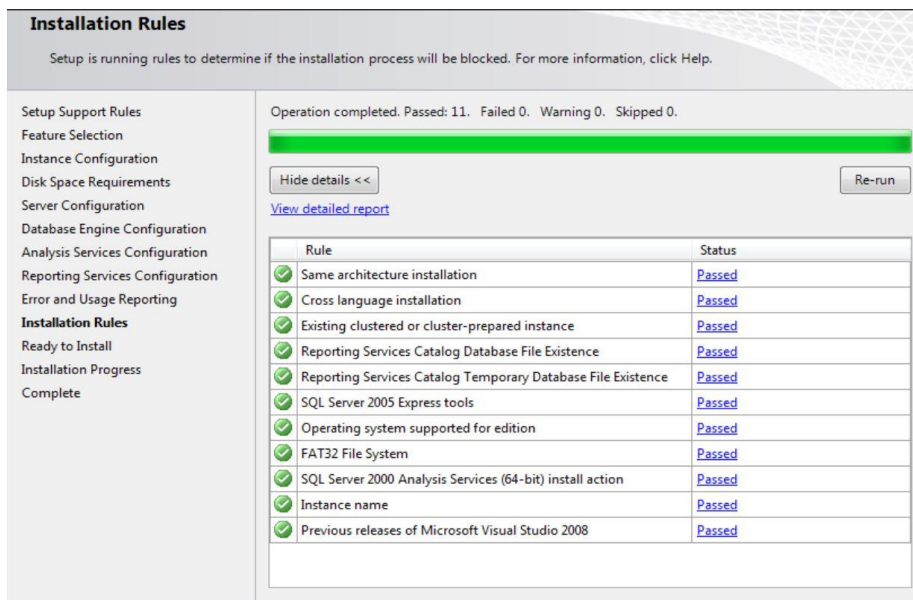 Installation Rules
Setup is running rules to determine if the installation process will be blocked. For more information, click Help.
Setup Support Rules
Feature Selection
Instance Configuration
Disk Space Requirements
Server Configuration
Database Engine Configuration
Analysis Services Configuration
Reporting Services Configuration
Error and Usage Reporting
Installation Rules
Ready to Install
Installation Progress
Complete
Operation completed. Passed: 11.   Failed 0.   Warning 0.   Skipped 0.
Hide details << Re-run
View detailed report
Rule Status
Same architecture installation Passed
Cross language installation Passed
Existing clustered or cluster-prepared instance Passed
Reporting Services Catalog Database File Existence Passed
Reporting Services Catalog Temporary Database File Existence Passed
SQL Server 2005 Express tools Passed
Operating system supported for edition Passed
FAT32 File System Passed
SQL Server 2000 Analysis Services (64-bit) install action Passed
Instance name Passed
Previous releases of Microsoft Visual Studio 2008 Passed